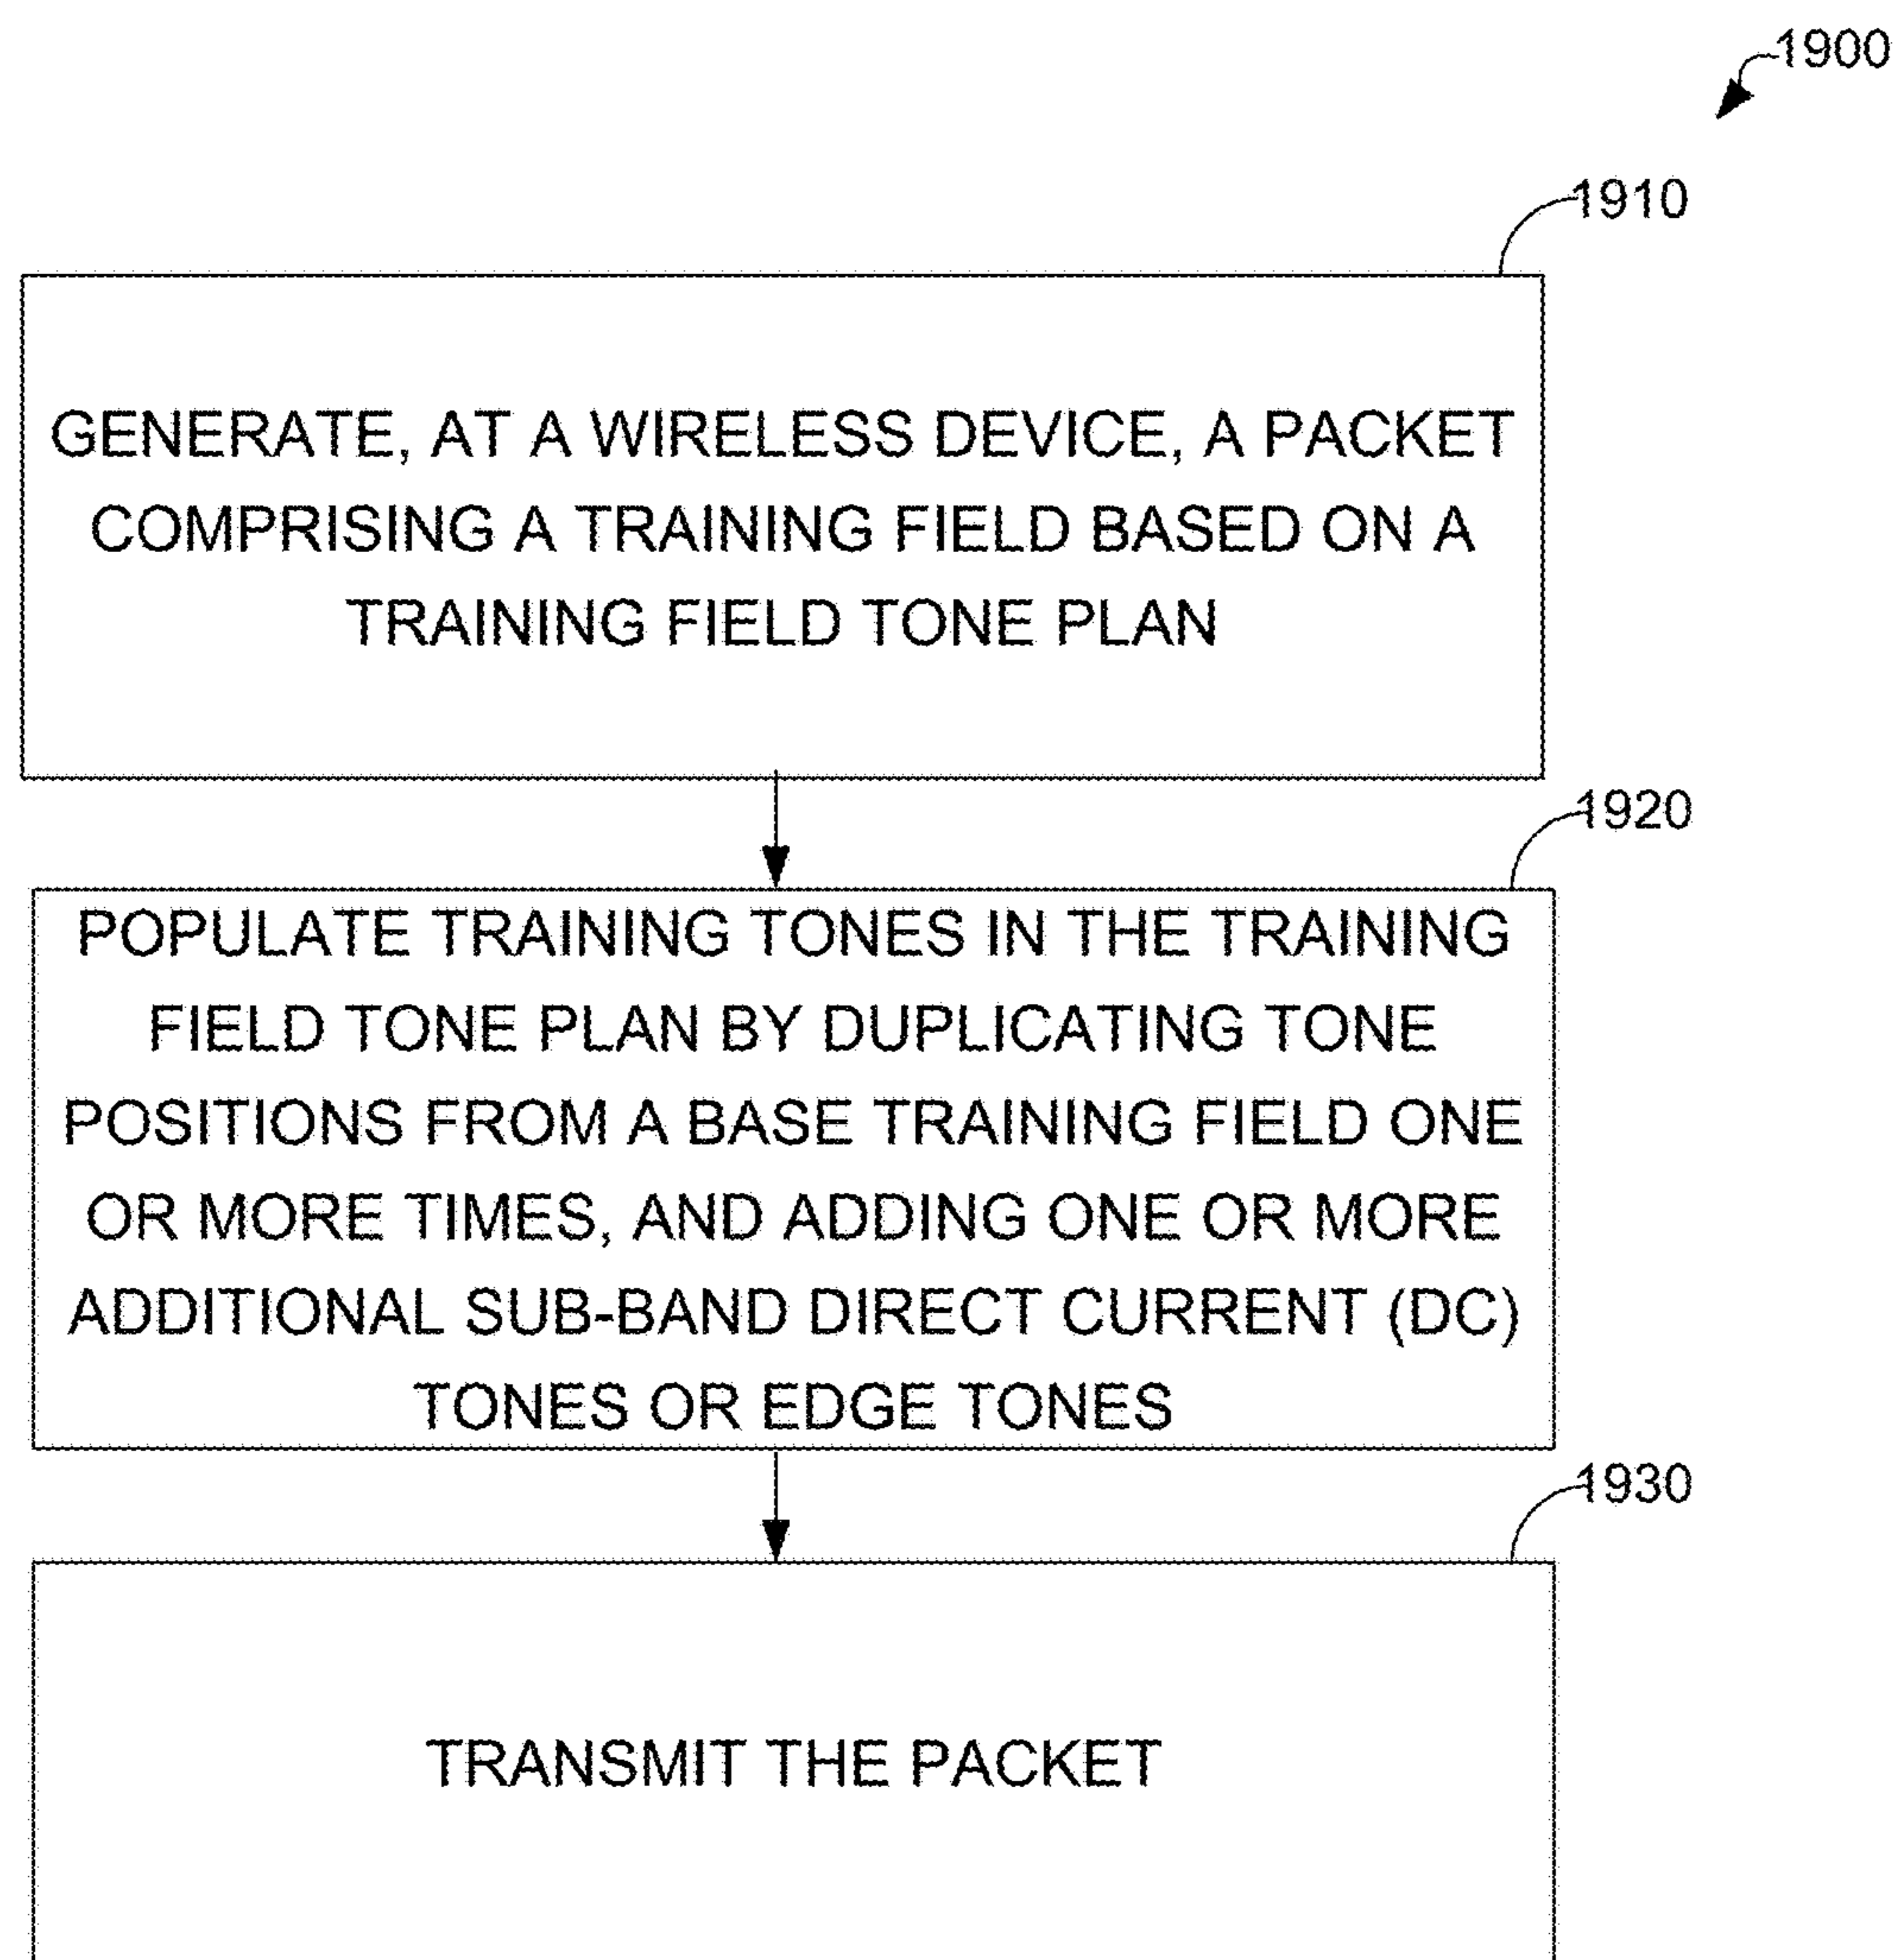 1900
1910
GENERATE, AT A WIRELESS DEVICE, A PACKET
COMPRISING A TRAINING FIELD BASED ON A
TRAINING FIELD TONE PLAN
1920
POPULATE TRAINING TONES IN THE TRAINING
FIELD TONE PLAN BY DUPLICATING TONE
POSITIONS FROM A BASE TRAINING FIELD ONE
OR MORE TIMES, AND ADDING ONE OR MORE
ADDITIONAL SUB-BAND DIRECT CURRENT (DC)
TONES OR EDGE TONES
1930
TRANSMIT THE PACKET